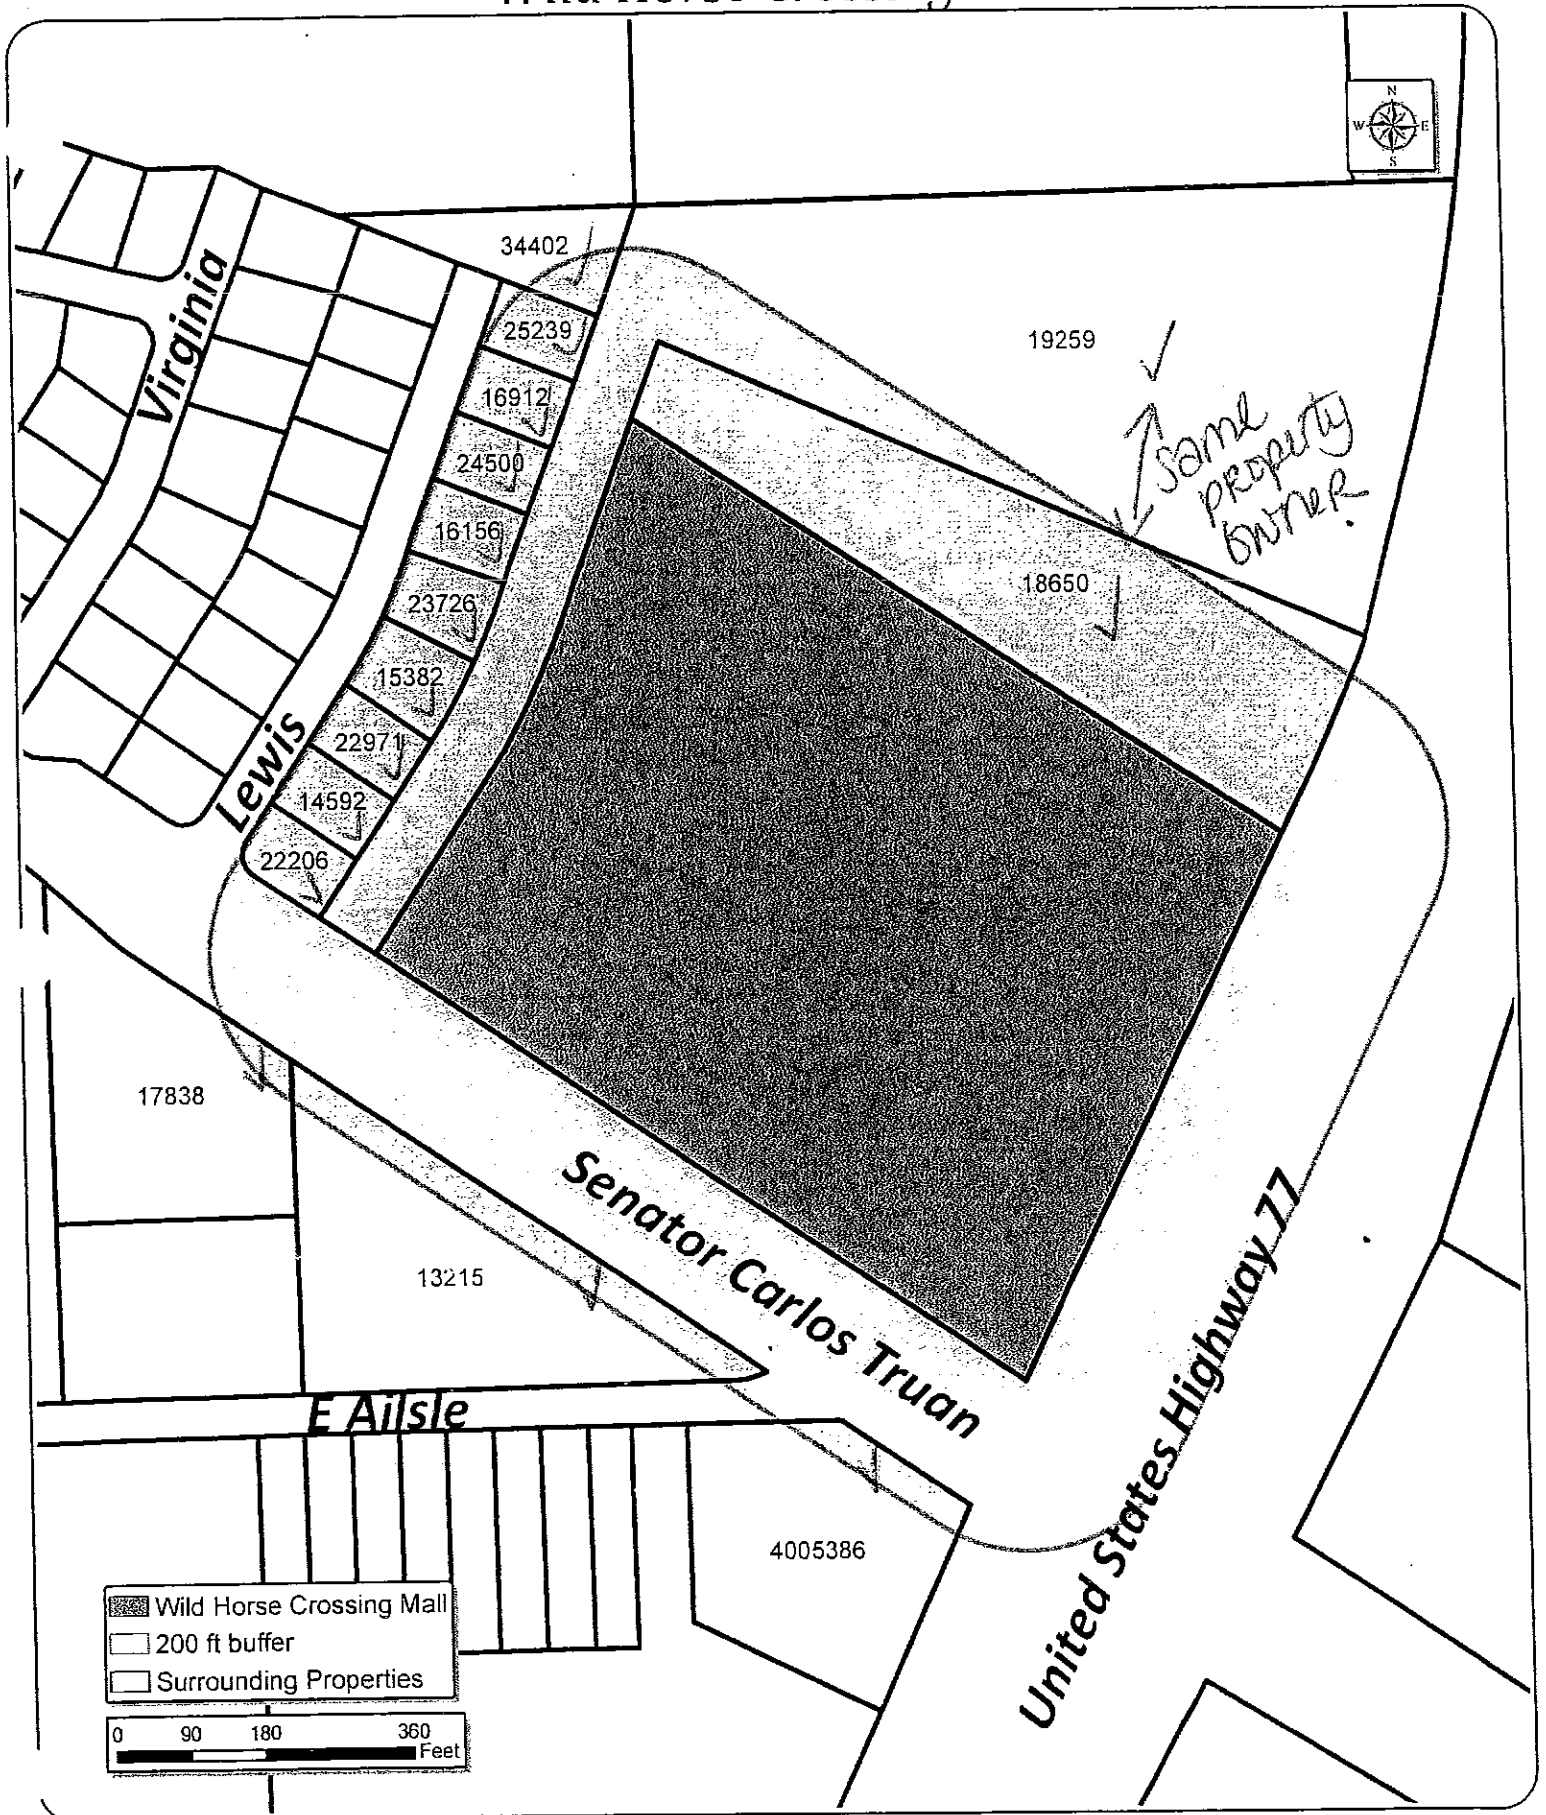 N
W E
S
34402
25239
19259
16912
same
property
owner
24500
16156
18650
23726
15382
22971
14592
22206
Virginia
Lewis
17838
13215
Senator Carlos Truan
E Ailsle
United States Highway 77
4005386
Wild Horse Crossing Mall
200 ft buffer
Surrounding Properties
0 90 180 360
Feet